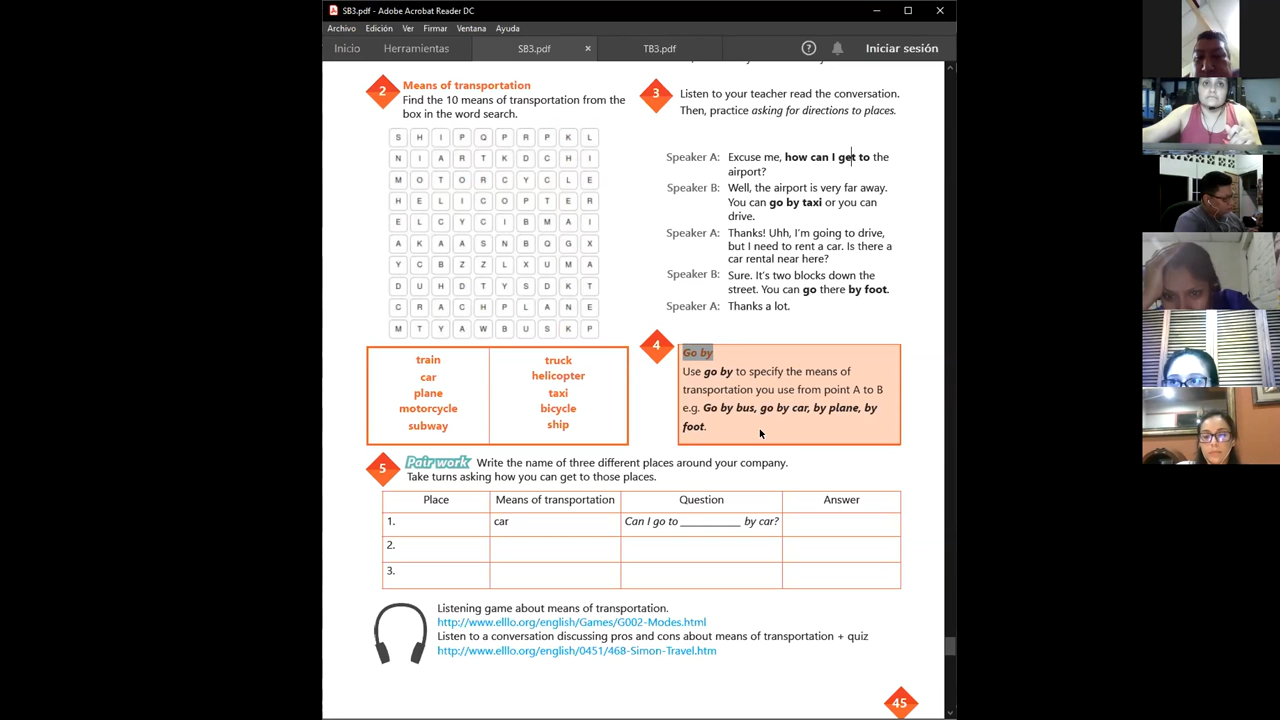 SB3.pdf - Adobe Acrobat Reader DC
Archivo Edición Ver Firmar Ventana Ayuda
Inicio Herramientas SB3.pdf × TB3.pdf ? Iniciar sesión
2 Means of transportation
Find the 10 means of transportation from the
box in the word search.
S H I P Q P R P K L
N I A R T K D C H I
M O T O R C Y C L E
H E L I C O P T E R
E L C Y C I B M A I
A K A A S N B Q G X
Y C B Z Z L X U M A
D U H D T Y S D K T
C R A C H P L A N E
M T Y A W B U S K P
train truck
car helicopter
plane taxi
motorcycle bicycle
subway ship
3 Listen to your teacher read the conversation.
Then, practice asking for directions to places.
Speaker A: Excuse me, how can I get to the
airport?
Speaker B: Well, the airport is very far away.
You can go by taxi or you can
drive.
Speaker A: Thanks! Uhh, I'm going to drive,
but I need to rent a car. Is there a
car rental near here?
Speaker B: Sure. It's two blocks down the
street. You can go there by foot.
Speaker A: Thanks a lot.
4 Go by
Use go by to specify the means of
transportation you use from point A to B
e.g. Go by bus, go by car, by plane, by
foot.
5 Pair work Write the name of three different places around your company.
Take turns asking how you can get to those places.
Place Means of transportation Question Answer
1. car Can I go to __________ by car?
2.
3.
Listening game about means of transportation.
http://www.elllo.org/english/Games/G002-Modes.html
Listen to a conversation discussing pros and cons about means of transportation + quiz
http://www.elllo.org/english/0451/468-Simon-Travel.htm
45